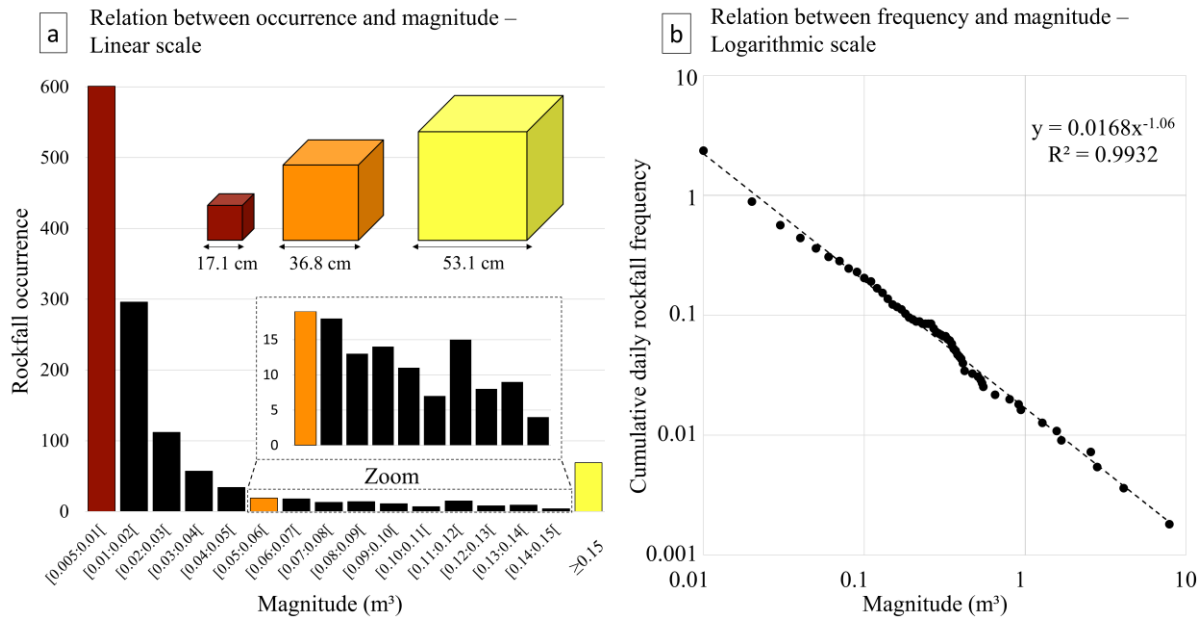 a
Relation between occurrence and magnitude –
Linear scale
600
500
400
300
200
100
0
Rockfall occurrence
17.1 cm
36.8 cm
53.1 cm
15
10
5
0
Zoom
[0.005:0.01[
[0.01:0.02[
[0.02:0.03[
[0.03:0.04[
[0.04:0.05[
[0.05:0.06[
[0.06:0.07[
[0.07:0.08[
[0.08:0.09[
[0.09:0.10[
[0.10:0.11[
[0.11:0.12[
[0.12:0.13[
[0.13:0.14[
[0.14:0.15[
≥0.15
Magnitude (m³)
b
Relation between frequency and magnitude –
Logarithmic scale
10
1
0.1
0.01
0.001
Cumulative daily rockfall frequency
y = 0.0168x⁻¹·⁰⁶
R² = 0.9932
0.01
0.1
1
10
Magnitude (m³)